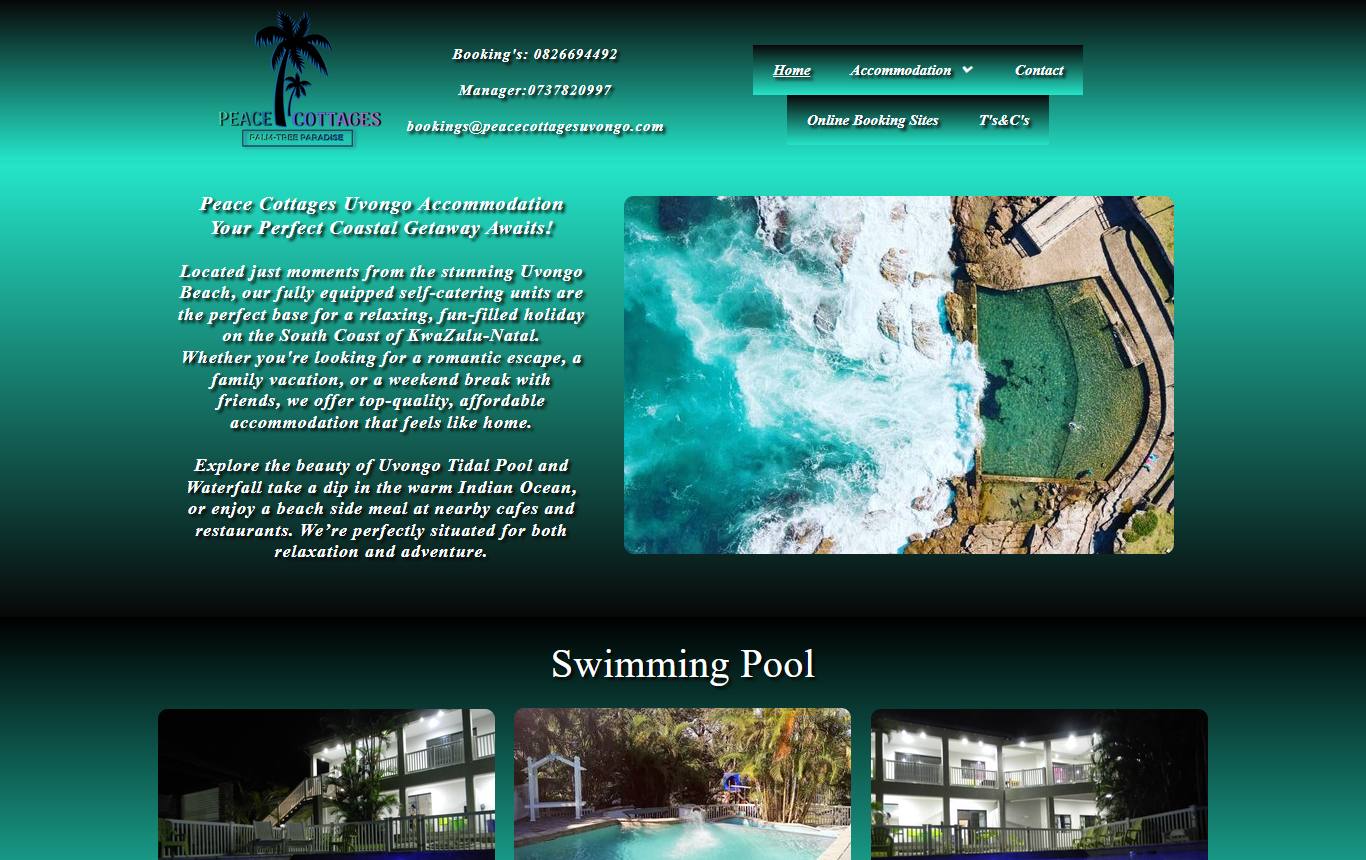 PEACE COTTAGES
PALM-TREE PARADISE
Booking's: 0826694492
Manager:0737820997
bookings@peacecottagesuvongo.com
Home Accommodation Contact
Online Booking Sites T's&C's
Peace Cottages Uvongo Accommodation
Your Perfect Coastal Getaway Awaits!
Located just moments from the stunning Uvongo
Beach, our fully equipped self-catering units are
the perfect base for a relaxing, fun-filled holiday
on the South Coast of KwaZulu-Natal.
Whether you're looking for a romantic escape, a
family vacation, or a weekend break with
friends, we offer top-quality, affordable
accommodation that feels like home.
Explore the beauty of Uvongo Tidal Pool and
Waterfall take a dip in the warm Indian Ocean,
or enjoy a beach side meal at nearby cafes and
restaurants. We’re perfectly situated for both
relaxation and adventure.
Swimming Pool